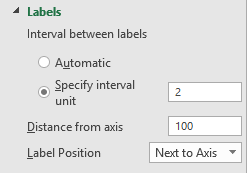 Labels
Interval between labels
Automatic
Specify interval
unit
2
Distance from axis
100
Label Position
Next to Axis